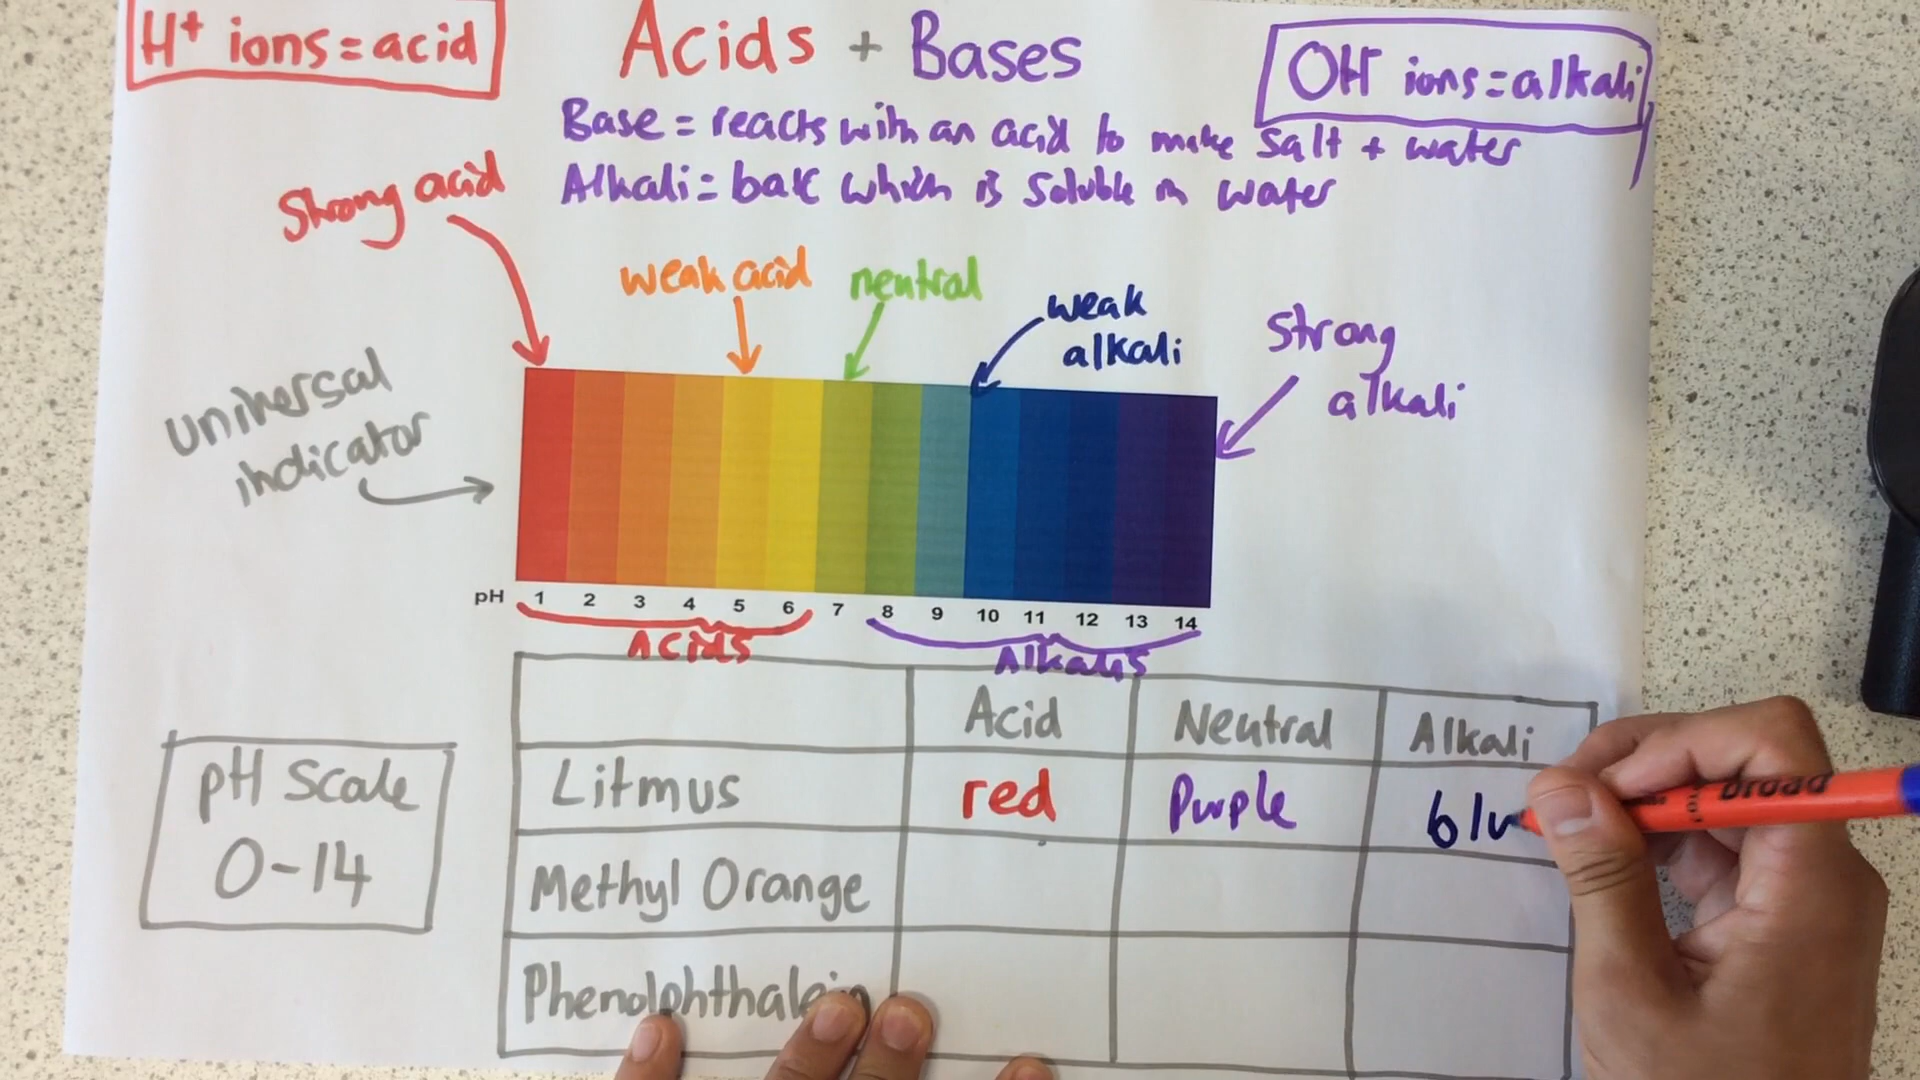 H+ ions = acid
Acids + Bases
OH- ions = alkali
Base = reacts with an acid to make salt + water
Alkali = base which is soluble in water
Strong acid
weak acid
neutral
weak
alkali
Strong
alkali
universal
indicator
pH 1 2 3 4 5 6 7 8 9 10 11 12 13 14
Acids
Alkalis
pH Scale
0-14
Acid Neutral Alkali
Litmus red Purple blu
Methyl Orange
Phenolphthalein
broad